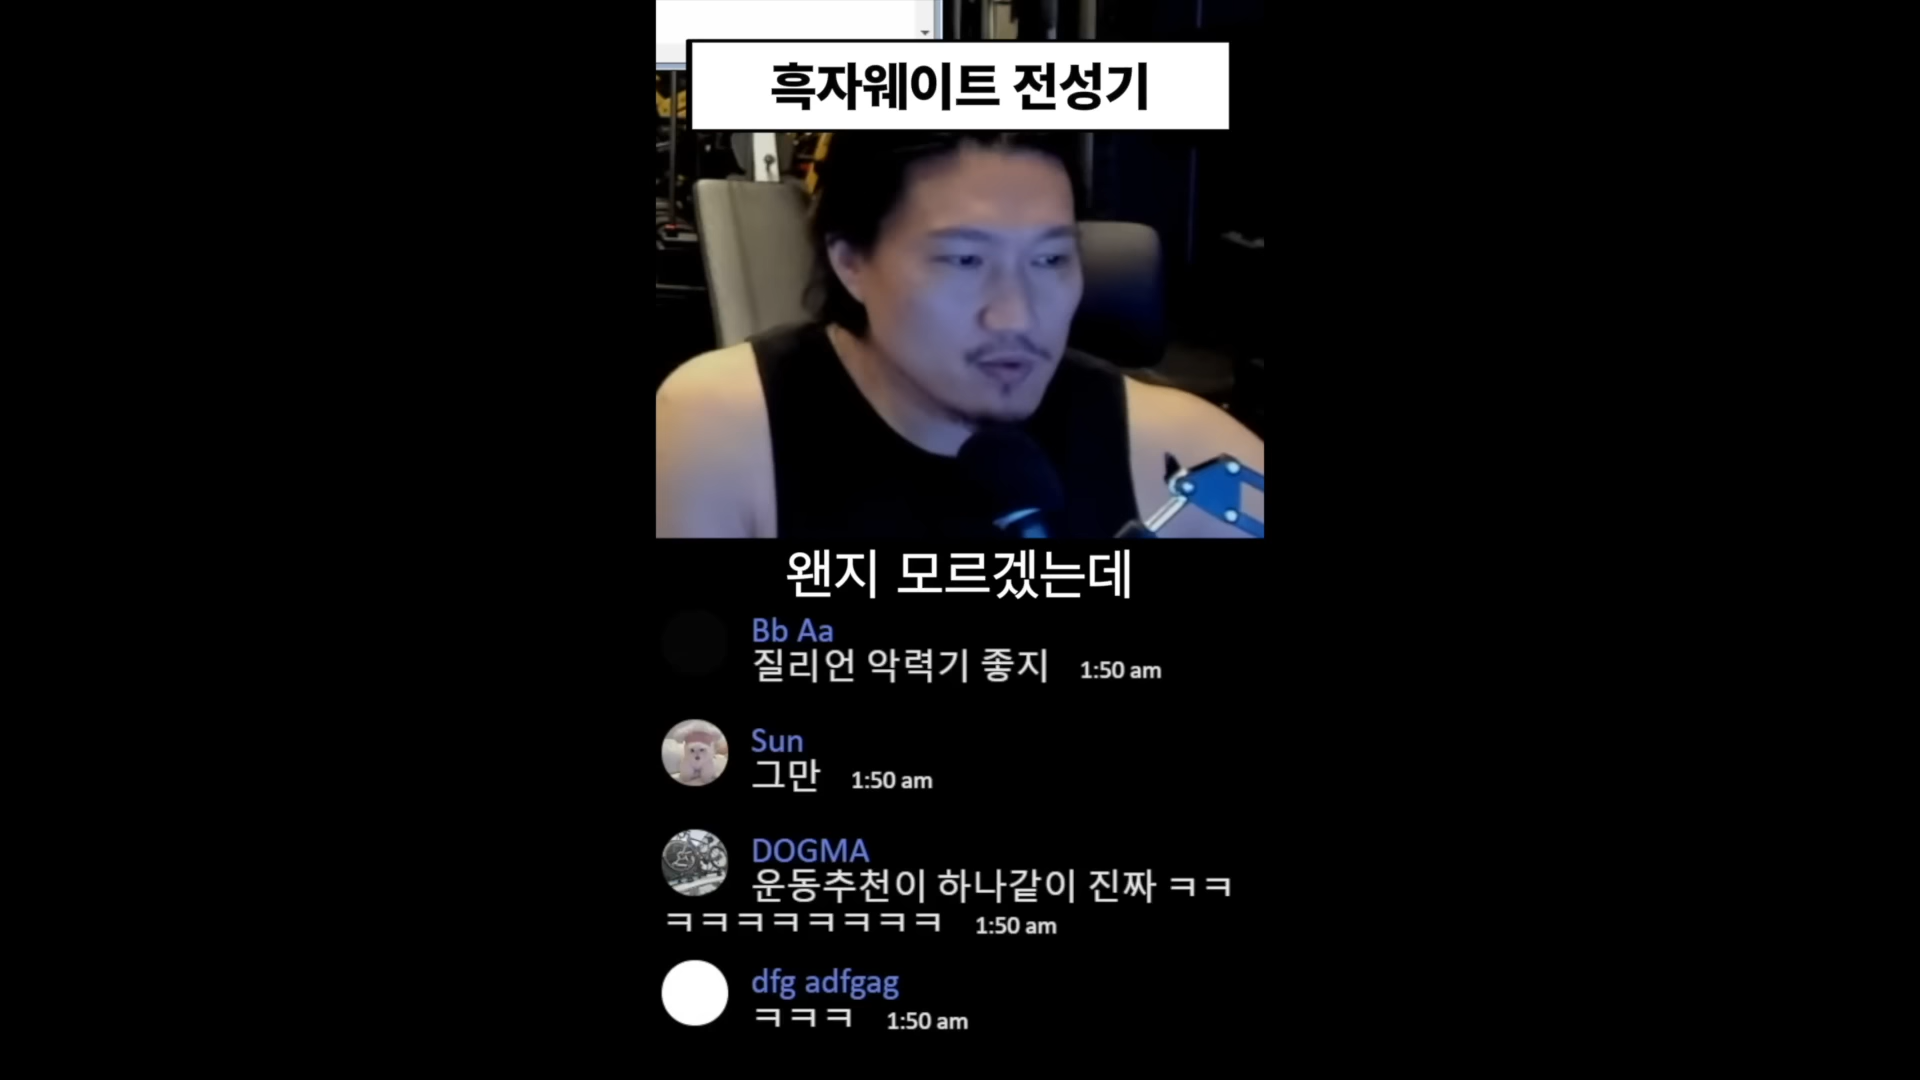 흑자웨이트 전성기
왠지 모르겠는데
Bb Aa
질리언 악력기 좋지 1:50 am
Sun
그만 1:50 am
DOGMA
운동추천이 하나같이 진짜 ㅋㅋ
ㅋㅋㅋㅋㅋㅋㅋㅋ 1:50 am
dfg adfgag
ㅋㅋㅋ 1:50 am